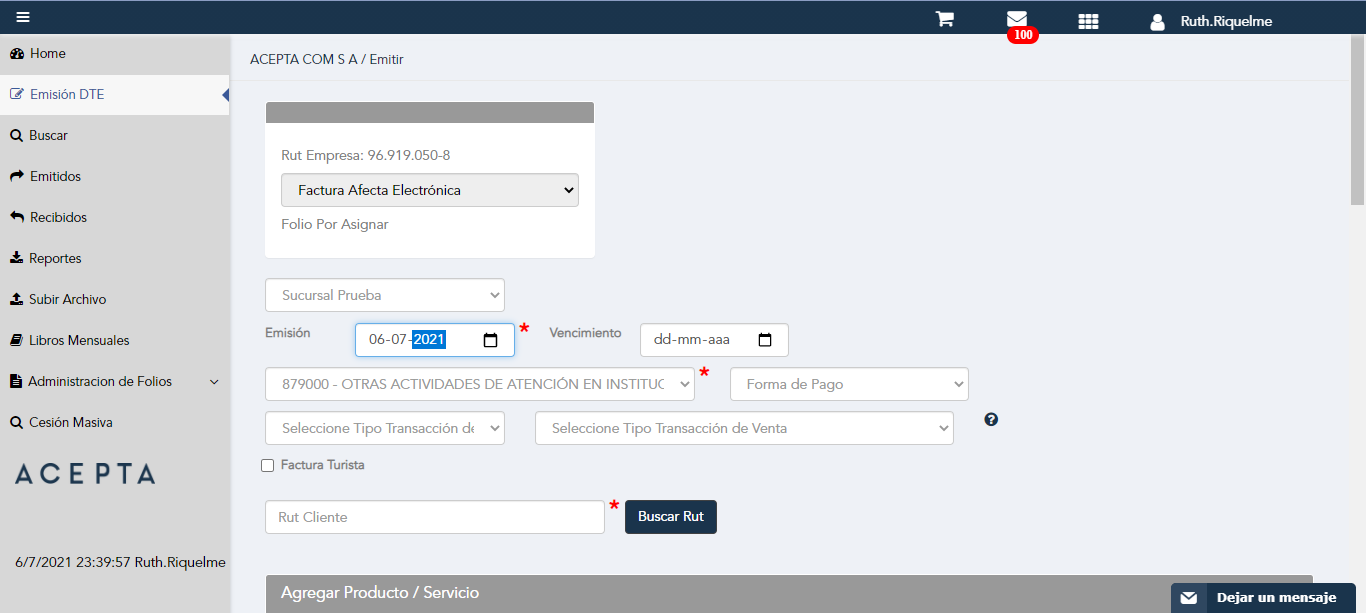 Ruth.Riquelme
100
Home
Emisión DTE
Buscar
Emitidos
Recibidos
Reportes
Subir Archivo
Libros Mensuales
Administracion de Folios
Cesión Masiva
ACEPTA
6/7/2021 23:39:57 Ruth.Riquelme
ACEPTA COM S A / Emitir
Rut Empresa: 96.919.050-8
Factura Afecta Electrónica
Folio Por Asignar
Sucursal Prueba
Emisión 06-07-2021 * Vencimiento dd-mm-aaa
879000 - OTRAS ACTIVIDADES DE ATENCIÓN EN INSTITUC * Forma de Pago
Seleccione Tipo Transacción de Seleccione Tipo Transacción de Venta ?
Factura Turista
Rut Cliente * Buscar Rut
Agregar Producto / Servicio
Dejar un mensaje